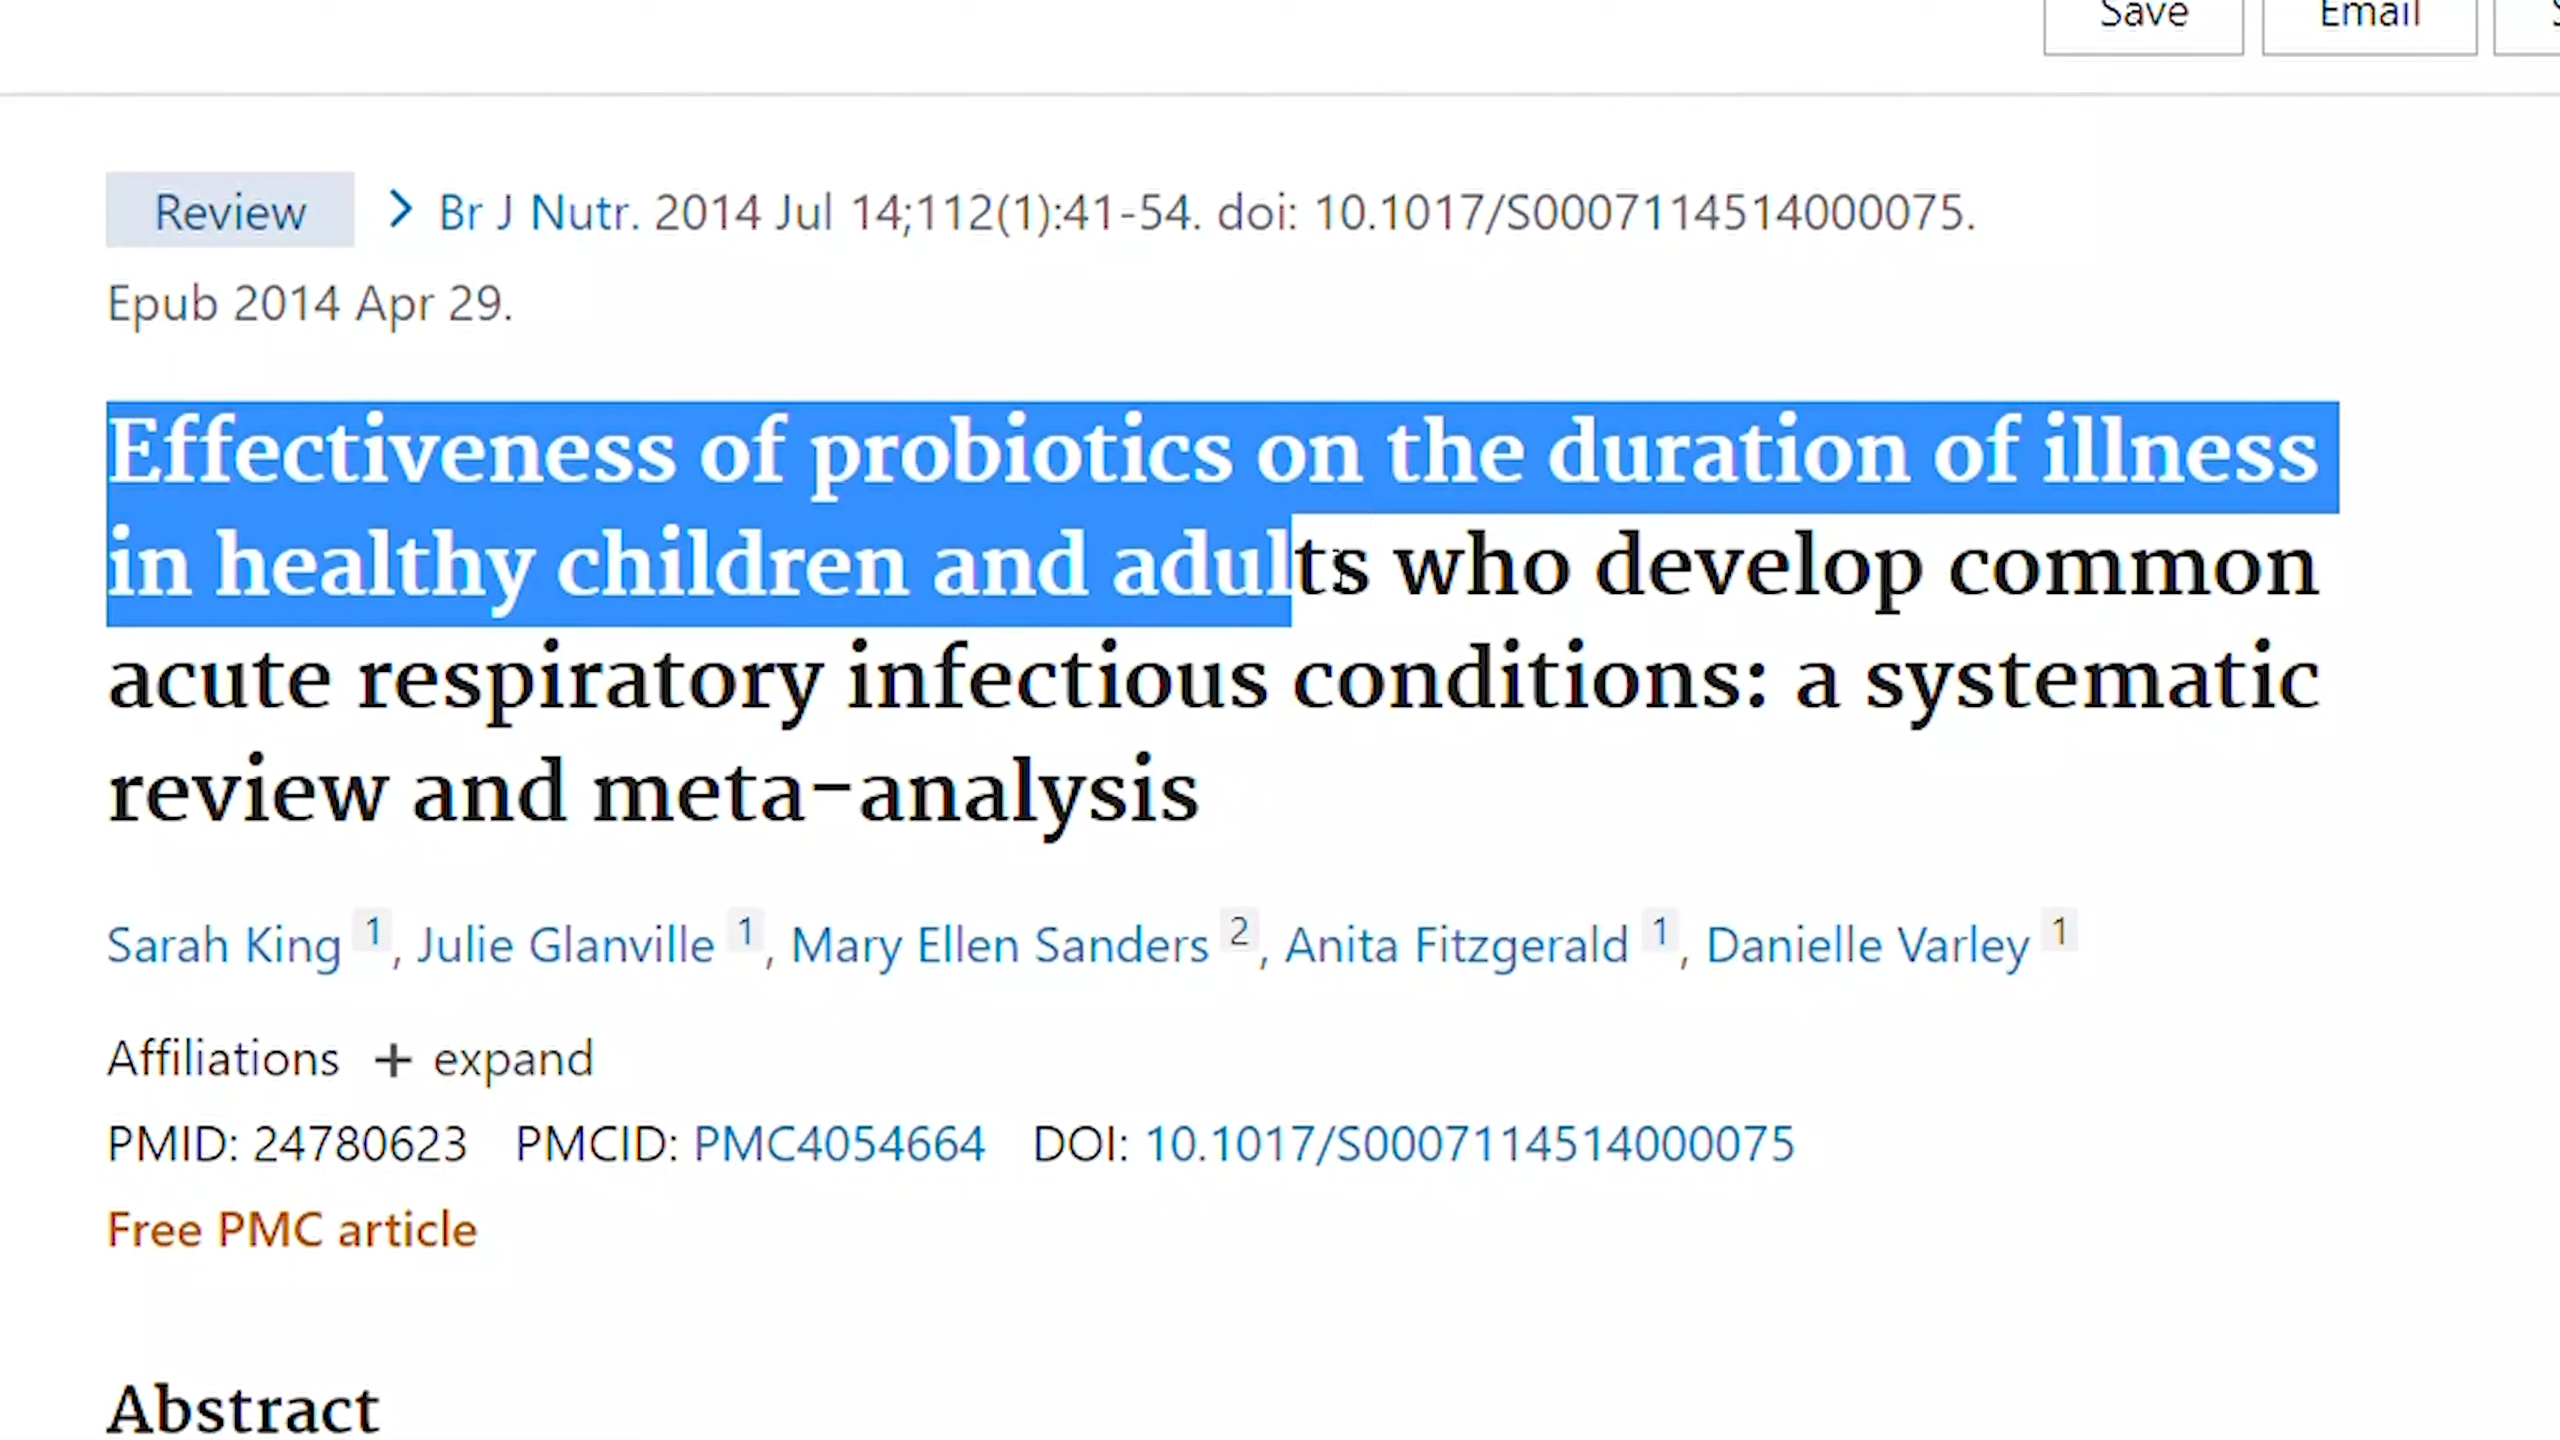 Save Email
Review > Br J Nutr. 2014 Jul 14;112(1):41-54. doi: 10.1017/S0007114514000075.
Epub 2014 Apr 29.
Effectiveness of probiotics on the duration of illness
in healthy children and adults who develop common
acute respiratory infectious conditions: a systematic
review and meta-analysis
Sarah King 1, Julie Glanville 1, Mary Ellen Sanders 2, Anita Fitzgerald 1, Danielle Varley 1
Affiliations + expand
PMID: 24780623 PMCID: PMC4054664 DOI: 10.1017/S0007114514000075
Free PMC article
Abstract